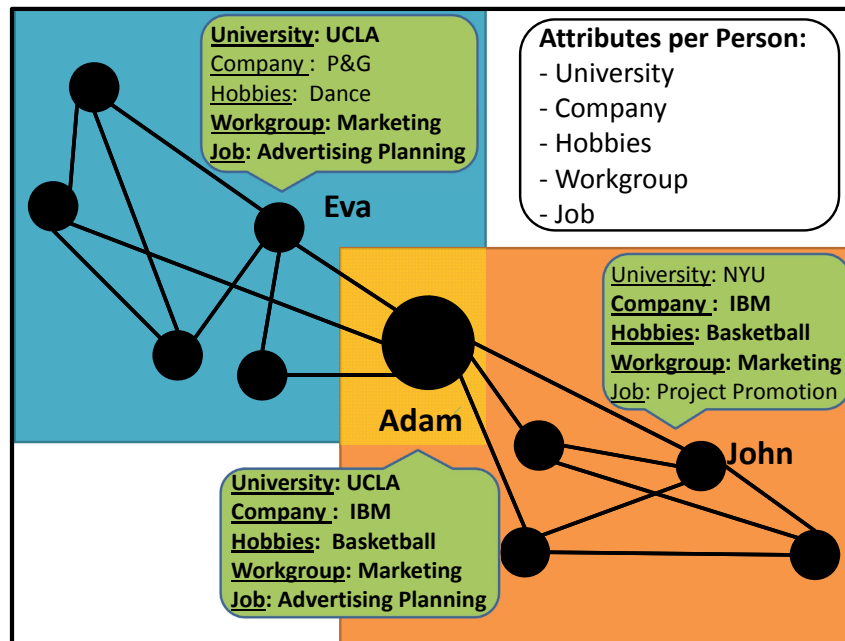 University: UCLA
Company :  P&G
Hobbies:  Dance
Workgroup: Marketing
Job: Advertising Planning
Eva
Attributes per Person:
- University
- Company
- Hobbies
- Workgroup
- Job
University: NYU
Company :  IBM
Hobbies: Basketball
Workgroup: Marketing
Job: Project Promotion
Adam
John
University: UCLA
Company :  IBM
Hobbies:  Basketball
Workgroup: Marketing
Job: Advertising Planning